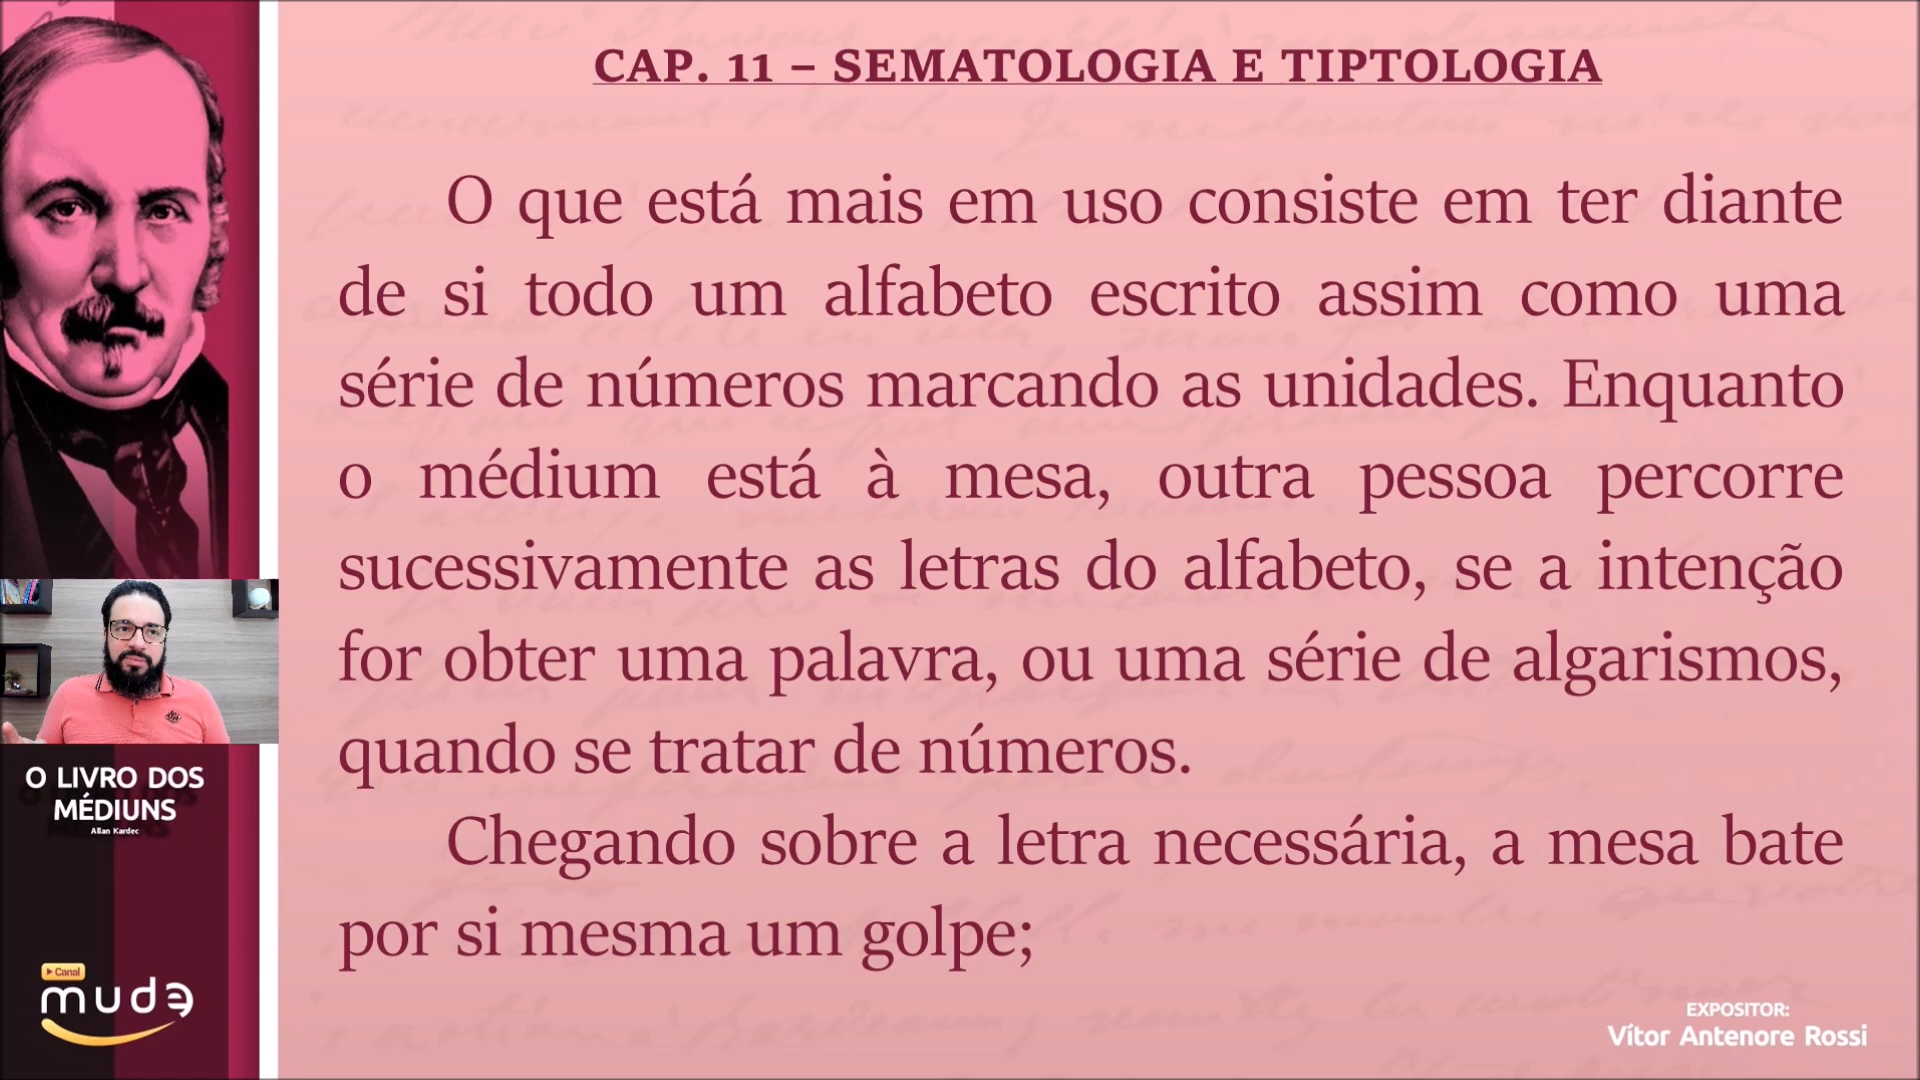 CAP. 11 – SEMATOLOGIA E TIPTOLOGIA
O que está mais em uso consiste em ter diante
de si todo um alfabeto escrito assim como uma
série de números marcando as unidades. Enquanto
o médium está à mesa, outra pessoa percorre
sucessivamente as letras do alfabeto, se a intenção
for obter uma palavra, ou uma série de algarismos,
quando se tratar de números.
Chegando sobre a letra necessária, a mesa bate
por si mesma um golpe;
O LIVRO DOS
MÉDIUNS
Allan Kardec
Canal
mude
EXPOSITOR:
Vítor Antenore Rossi